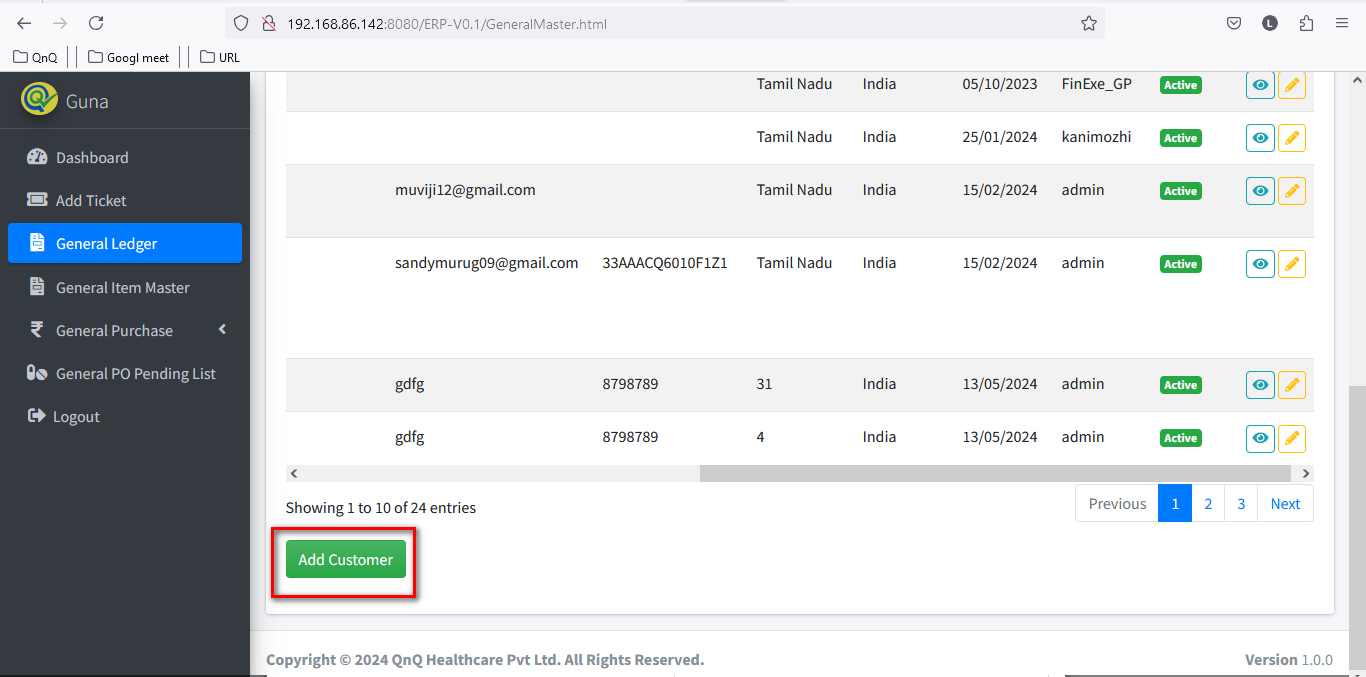 192.168.86.142:8080/ERP-V0.1/GeneralMaster.html
L
QnQ
Googl meet
URL
Guna
Dashboard
Add Ticket
General Ledger
General Item Master
General Purchase
General PO Pending List
Logout
Tamil Nadu India 05/10/2023 FinExe_GP Active
Tamil Nadu India 25/01/2024 kanimozhi Active
muviji12@gmail.com Tamil Nadu India 15/02/2024 admin Active
sandymurug09@gmail.com 33AAACQ6010F1Z1 Tamil Nadu India 15/02/2024 admin Active
gdfg 8798789 31 India 13/05/2024 admin Active
gdfg 8798789 4 India 13/05/2024 admin Active
Showing 1 to 10 of 24 entries
Previous 1 2 3 Next
Add Customer
Copyright © 2024 QnQ Healthcare Pvt Ltd. All Rights Reserved.
Version 1.0.0